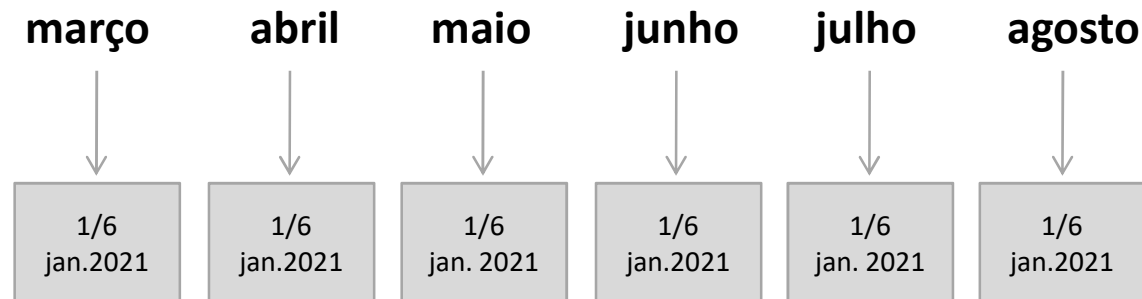 março abril maio junho julho agosto
1/6 1/6 1/6 1/6 1/6 1/6
jan.2021 jan.2021 jan. 2021 jan.2021 jan. 2021 jan.2021